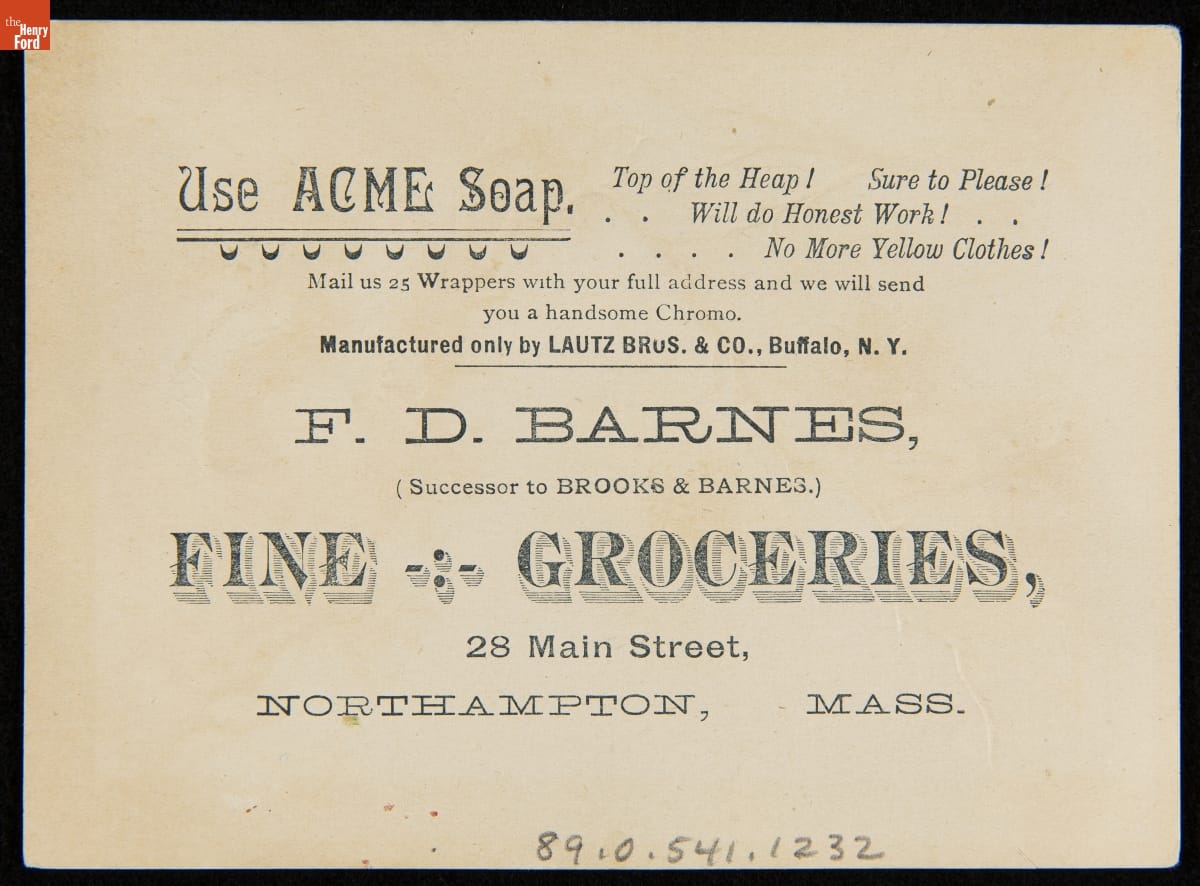 the
Henry
Ford
Use ACME Soap.
Top of the Heap! Sure to Please!
. . Will do Honest Work! . .
. . . . No More Yellow Clothes!
Mail us 25 Wrappers with your full address and we will send
you a handsome Chromo.
Manufactured only by LAUTZ BROS. & CO., Buffalo, N. Y.
F. D. BARNES,
(Successor to BROOKS & BARNES.)
FINE GROCERIES,
28 Main Street,
NORTHAMPTON, MASS.
89.0.541.1232